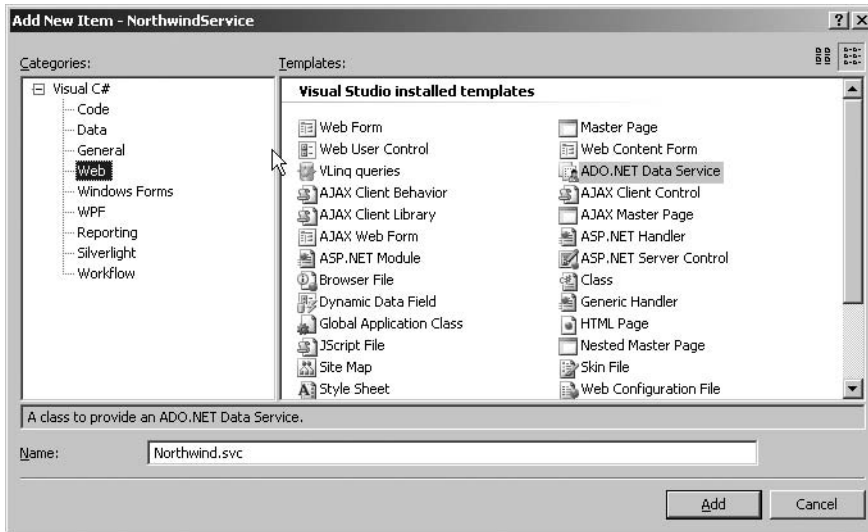 Add New Item - NorthwindService
Categories:
Templates:
Visual C#
Code
Data
General
Web
Windows Forms
WPF
Reporting
Silverlight
Workflow
Visual Studio installed templates
Web Form
Master Page
Web User Control
Web Content Form
VLinq queries
ADO.NET Data Service
AJAX Client Behavior
AJAX Client Control
AJAX Client Library
AJAX Master Page
AJAX Web Form
ASP.NET Handler
ASP.NET Module
ASP.NET Server Control
Browser File
Class
Dynamic Data Field
Generic Handler
Global Application Class
HTML Page
JScript File
Nested Master Page
Site Map
Skin File
Style Sheet
Web Configuration File
A class to provide an ADO.NET Data Service.
Name:
Northwind.svc
Add
Cancel